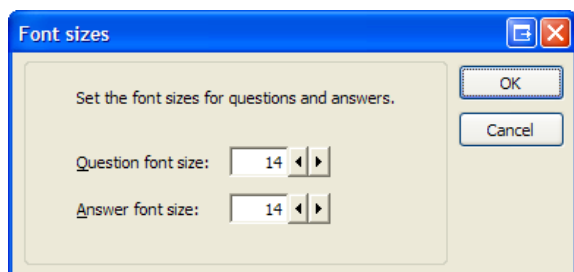 Font sizes
OK
Set the font sizes for questions and answers.
Cancel
Question font size: 14
Answer font size: 14